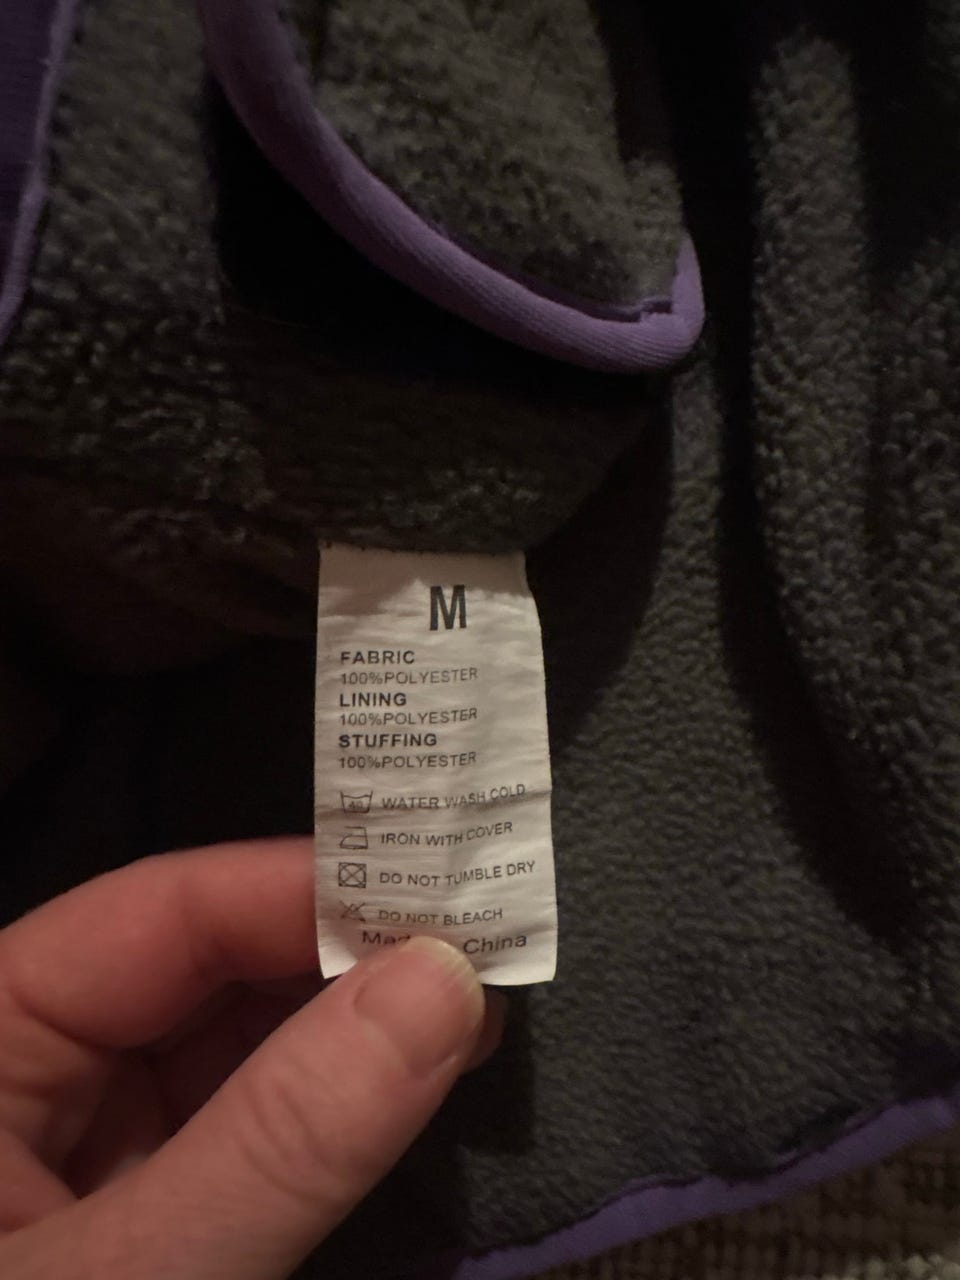 M
FABRIC
100%POLYESTER
LINING
100%POLYESTER
STUFFING
100%POLYESTER
40 WATER WASH COLD
IRON WITH COVER
DO NOT TUMBLE DRY
DO NOT BLEACH
China